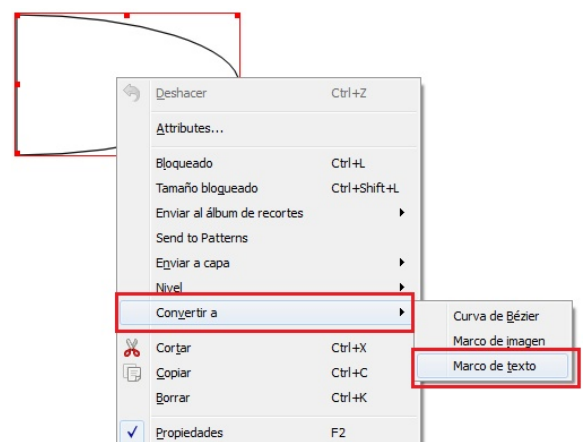 Deshacer Ctrl+Z
Attributes...
Bloqueado Ctrl+L
Tamaño bloqueado Ctrl+Shift+L
Enviar al álbum de recortes
Send to Patterns
Enviar a capa
Nivel
Convertir a
Curva de Bézier
Marco de imagen
Marco de texto
Cortar Ctrl+X
Copiar Ctrl+C
Borrar Ctrl+K
Propiedades F2